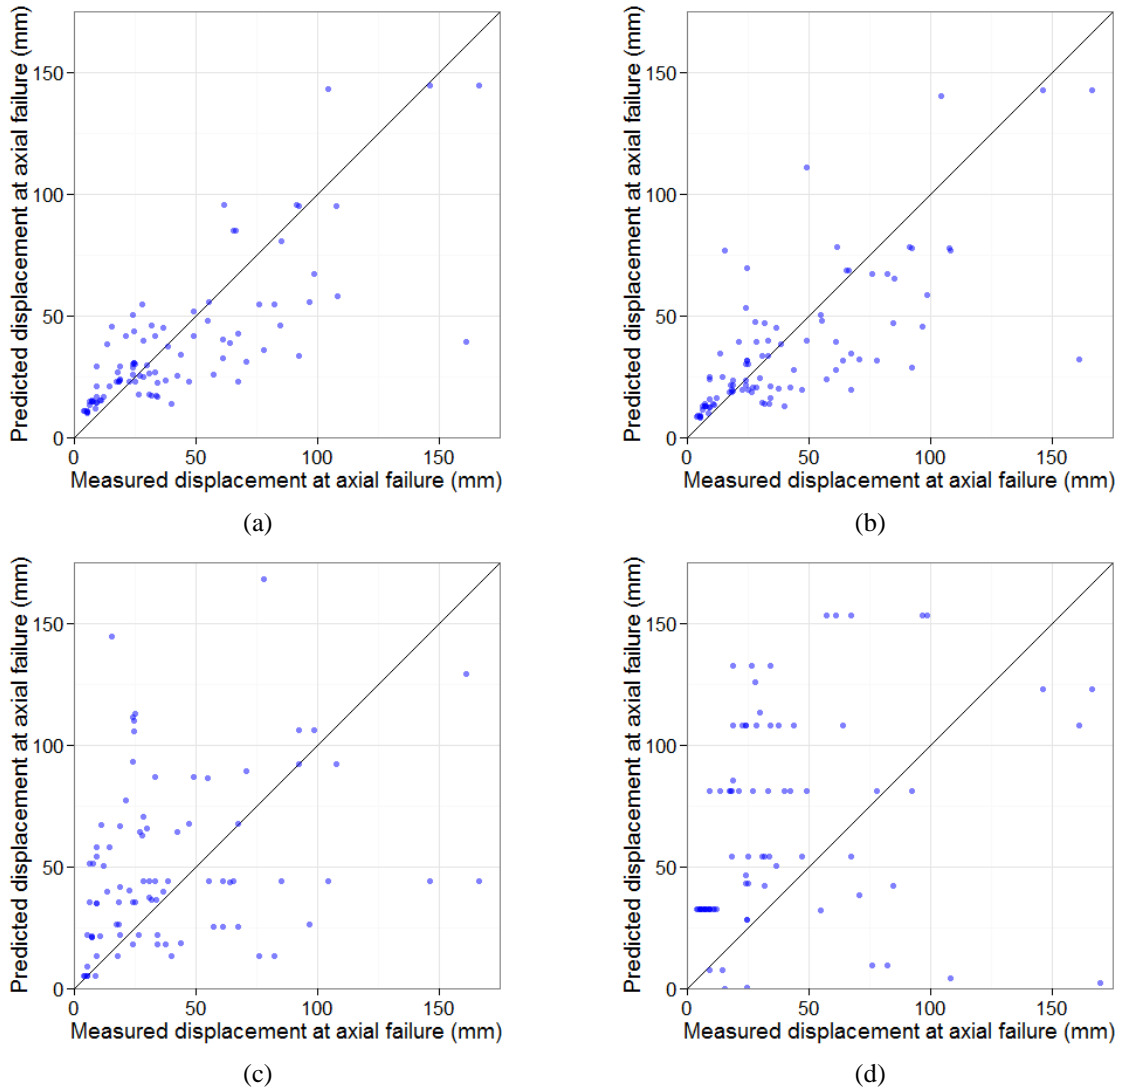 Predicted displacement at axial failure (mm)
150
100
50
0
0 50 100 150
Measured displacement at axial failure (mm)
(a)
Predicted displacement at axial failure (mm)
150
100
50
0
0 50 100 150
Measured displacement at axial failure (mm)
(b)
Predicted displacement at axial failure (mm)
150
100
50
0
0 50 100 150
Measured displacement at axial failure (mm)
(c)
Predicted displacement at axial failure (mm)
150
100
50
0
0 50 100 150
Measured displacement at axial failure (mm)
(d)